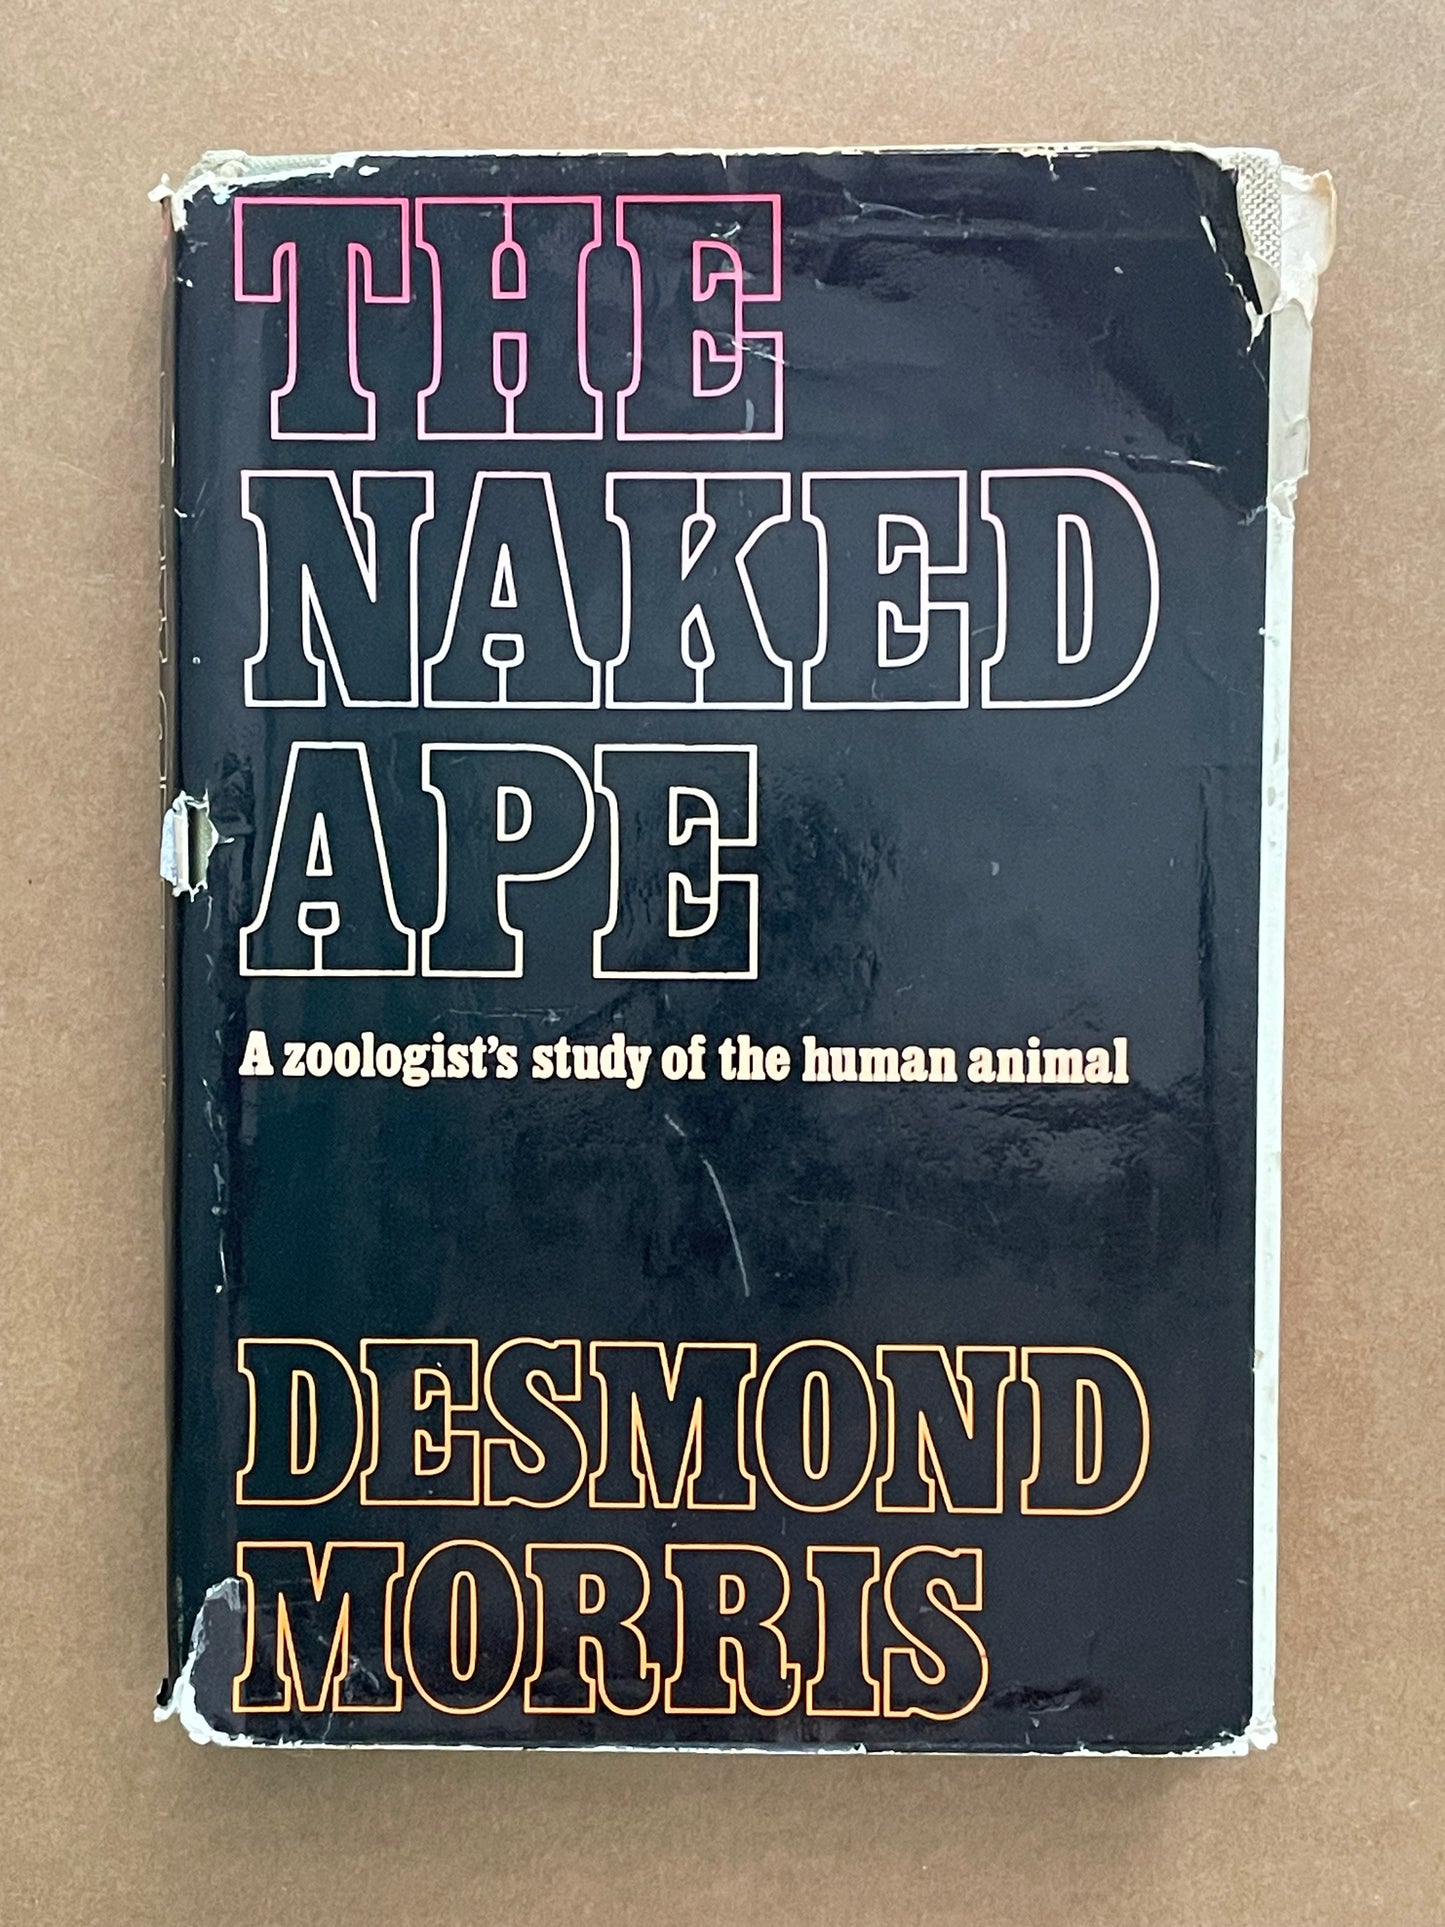 THE
NAKED
APE
A zoologist's study of the human animal
DESMOND
MORRIS